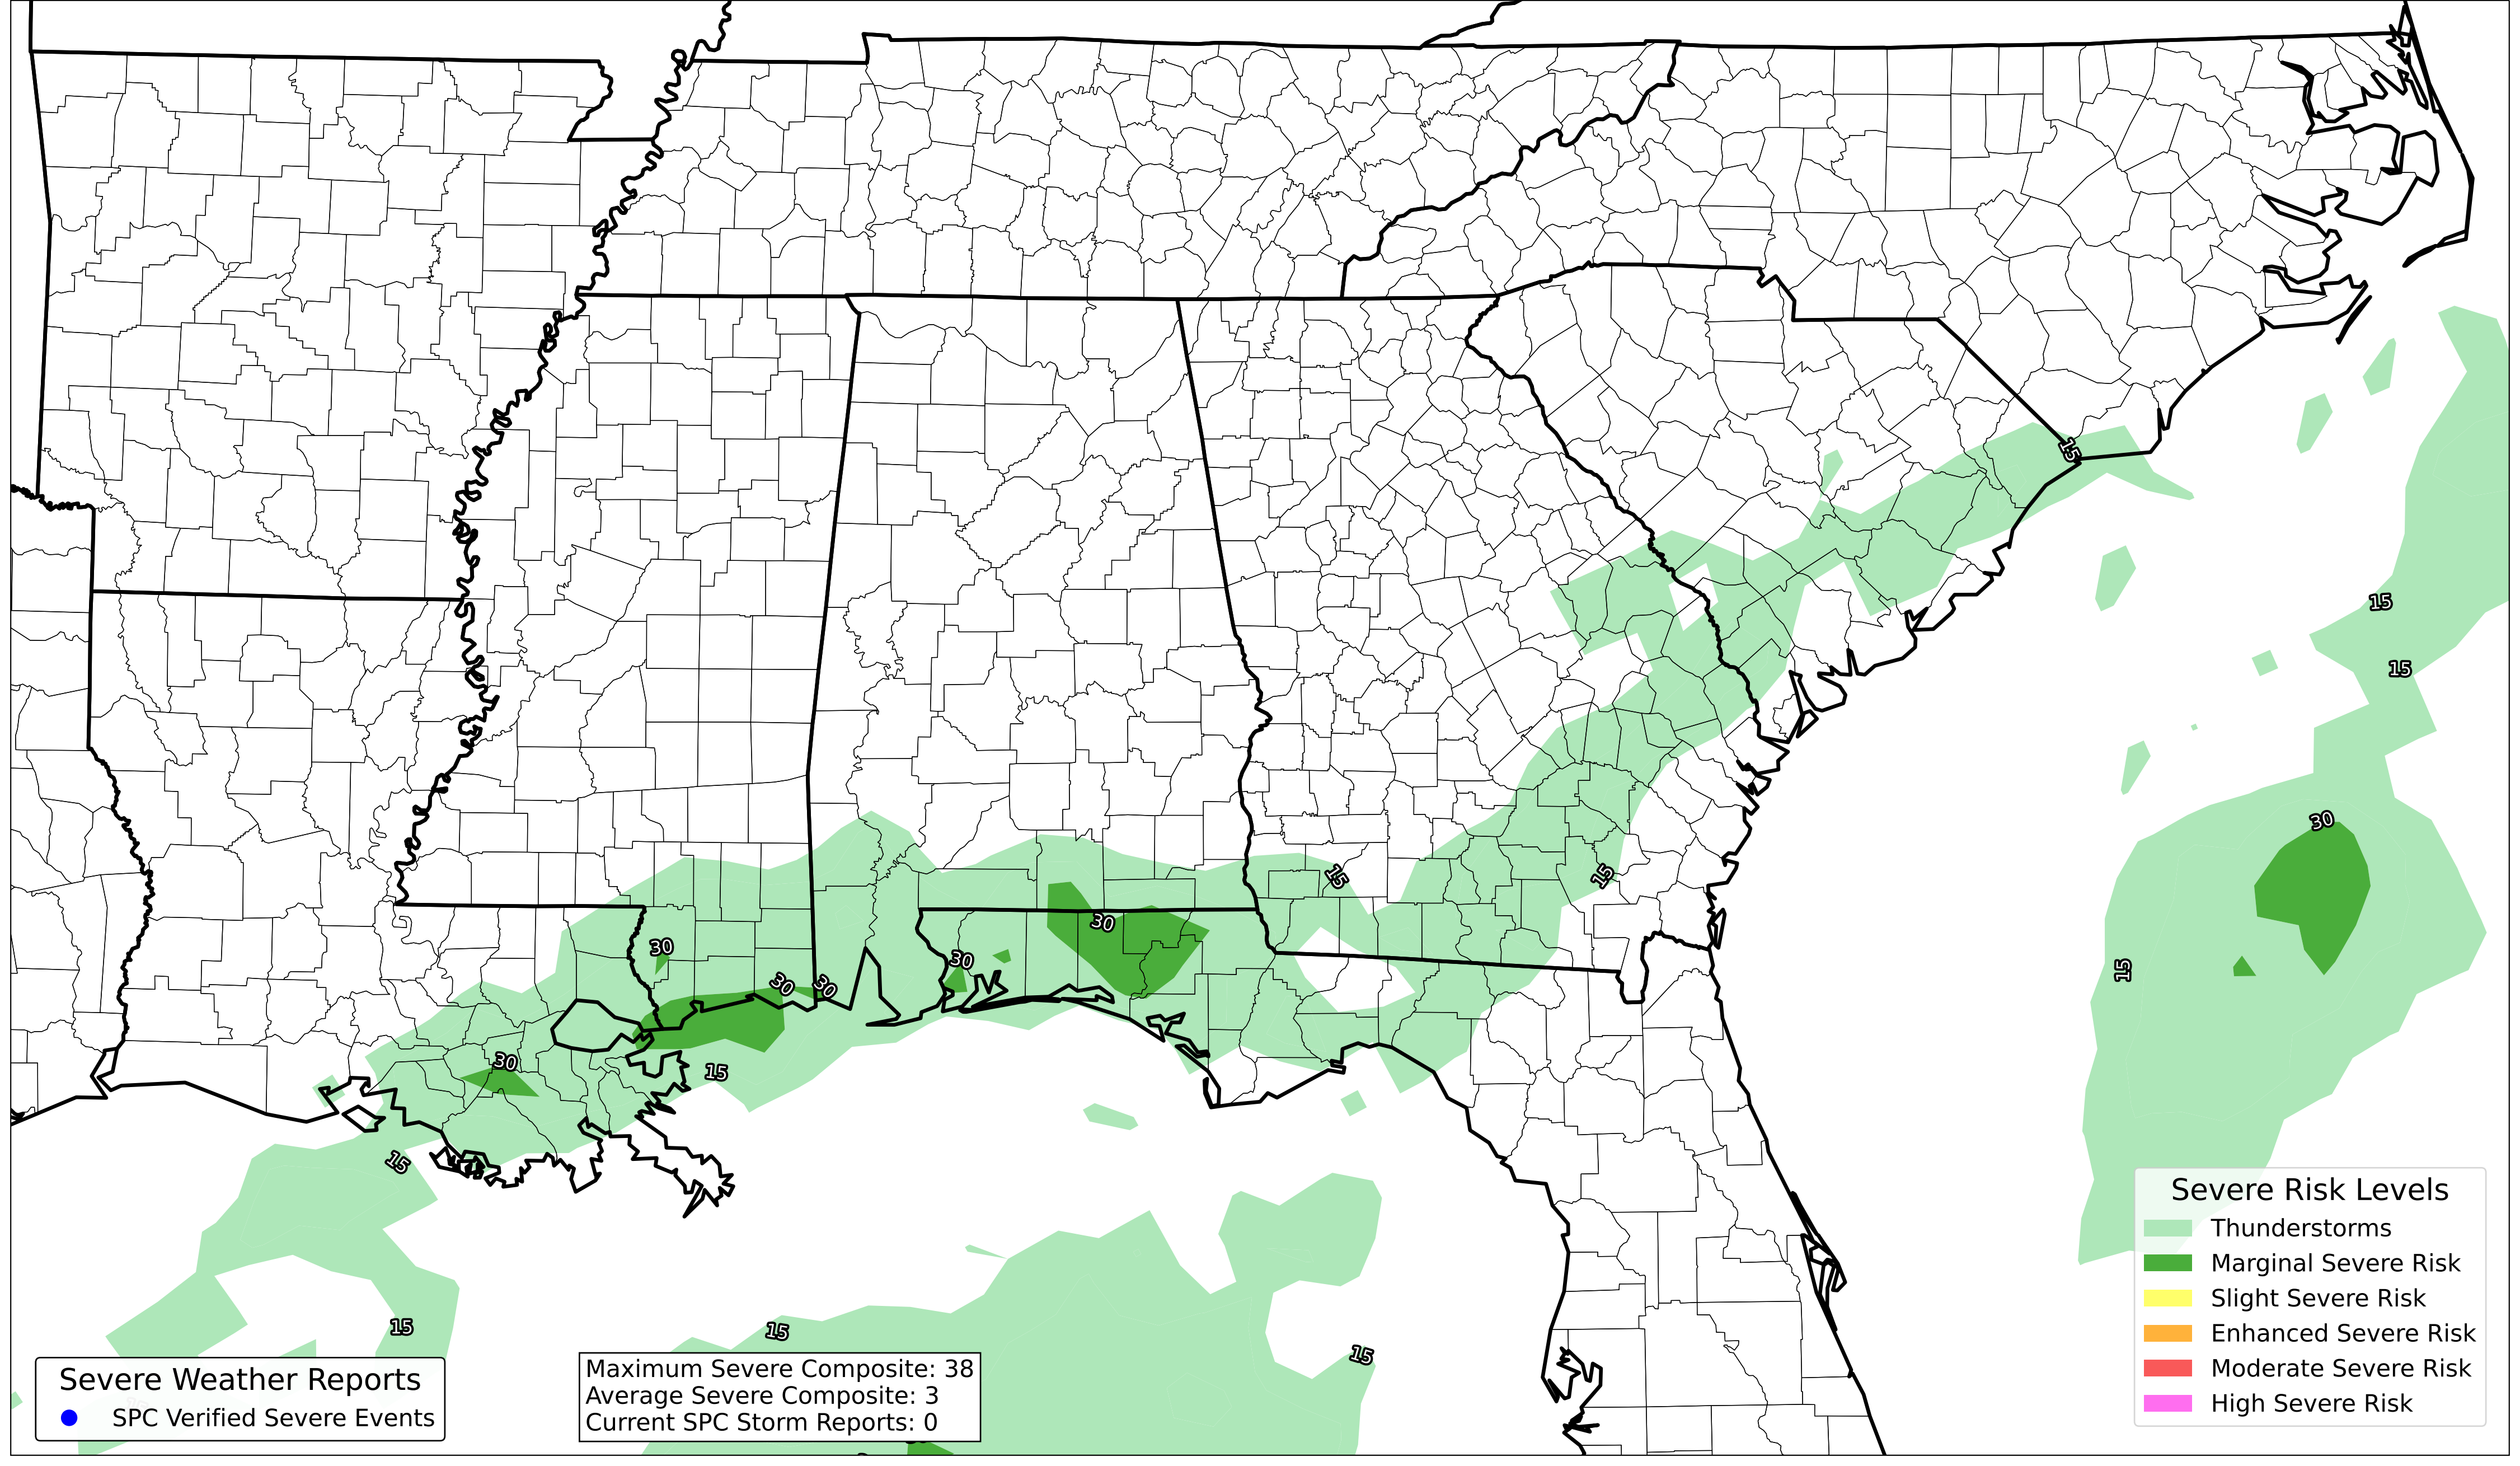 15
15
15
30
15
15
30
30
30
30
30
15
30
15
15
15
15
15
Severe Risk Levels
Thunderstorms
Marginal Severe Risk
Slight Severe Risk
Enhanced Severe Risk
Moderate Severe Risk
High Severe Risk
Severe Weather Reports
SPC Verified Severe Events
Maximum Severe Composite: 38
Average Severe Composite: 3
Current SPC Storm Reports: 0